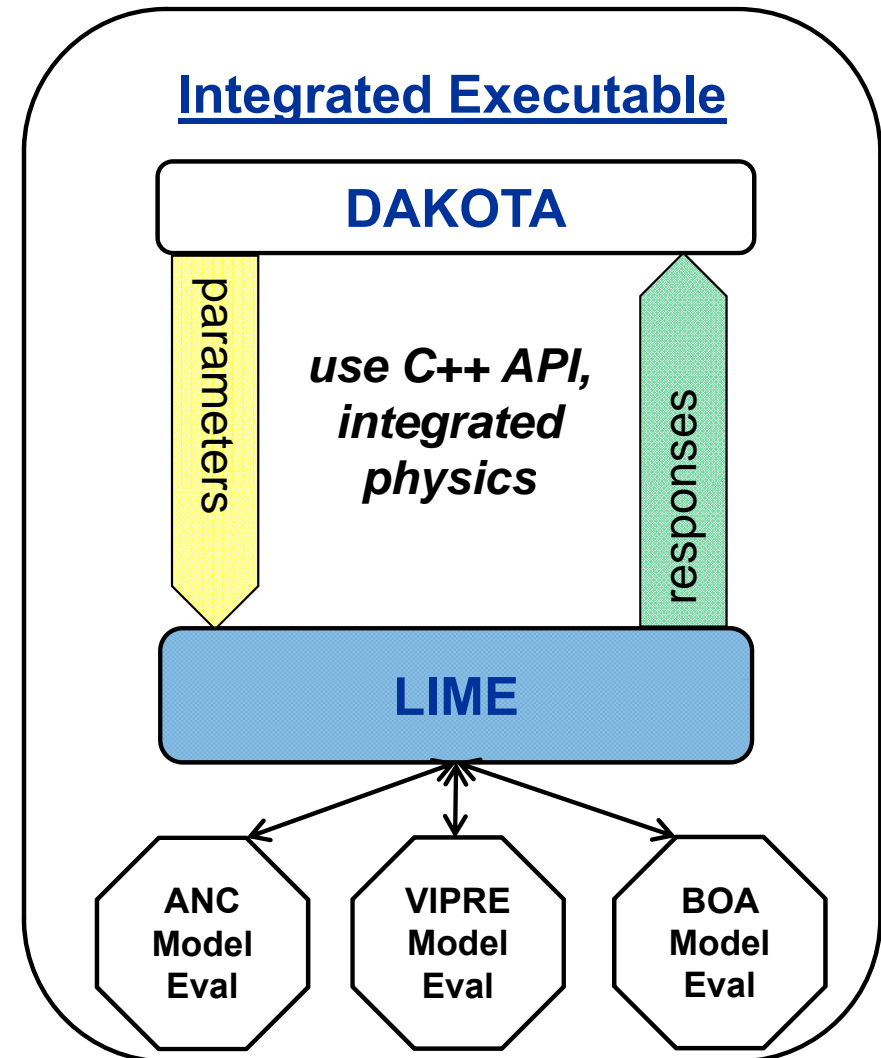 Integrated Executable
DAKOTA
parameters
use C++ API,
integrated
physics
responses
LIME
ANC
Model
Eval
VIPRE
Model
Eval
BOA
Model
Eval